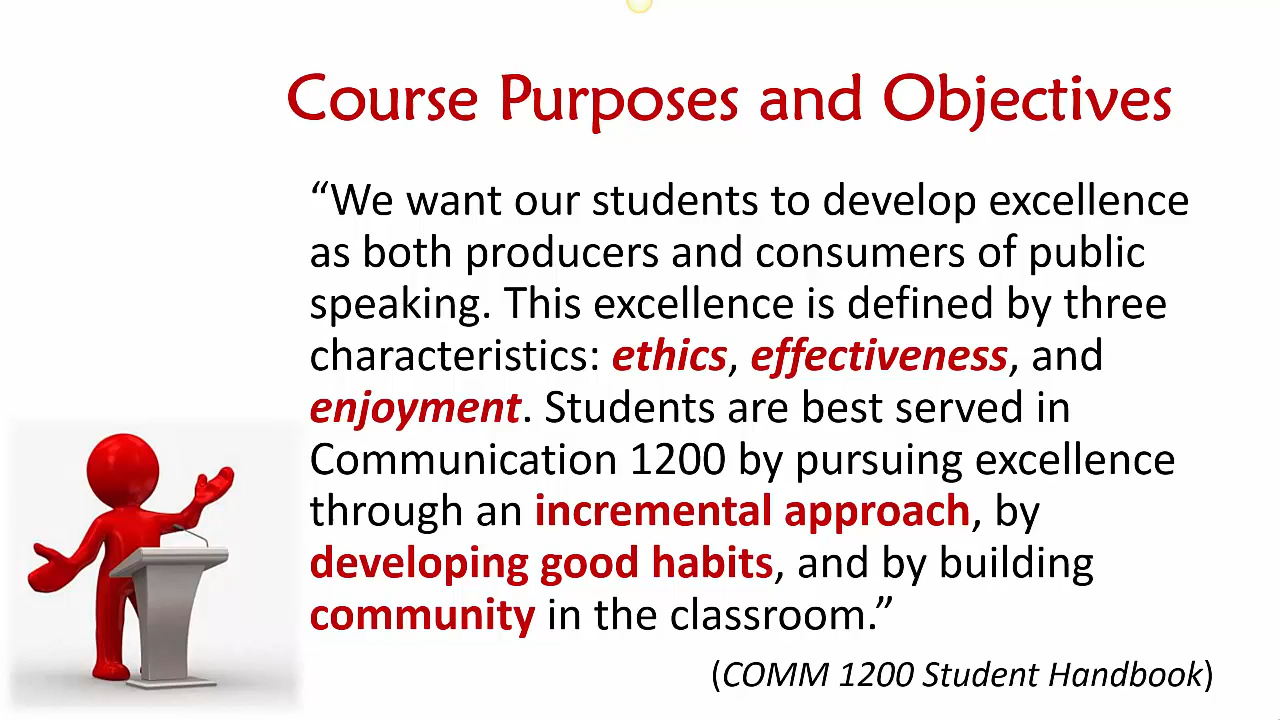 Course Purposes and Objectives
“We want our students to develop excellence
as both producers and consumers of public
speaking. This excellence is defined by three
characteristics: ethics, effectiveness, and
enjoyment. Students are best served in
Communication 1200 by pursuing excellence
through an incremental approach, by
developing good habits, and by building
community in the classroom.”
(COMM 1200 Student Handbook)